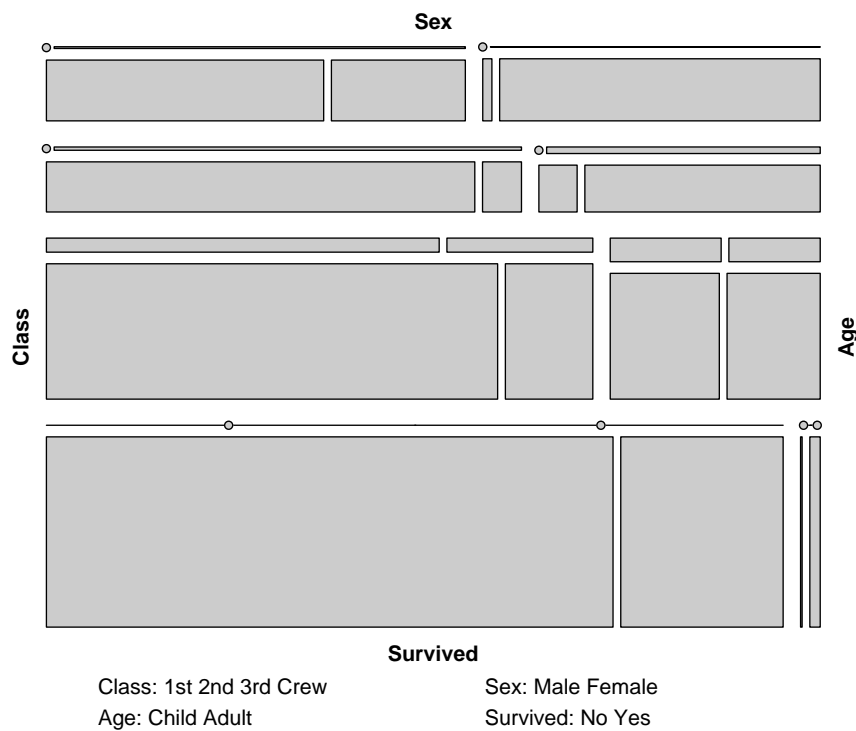 Sex
Class
Age
Survived
Class: 1st 2nd 3rd Crew
Sex: Male Female
Age: Child Adult
Survived: No Yes